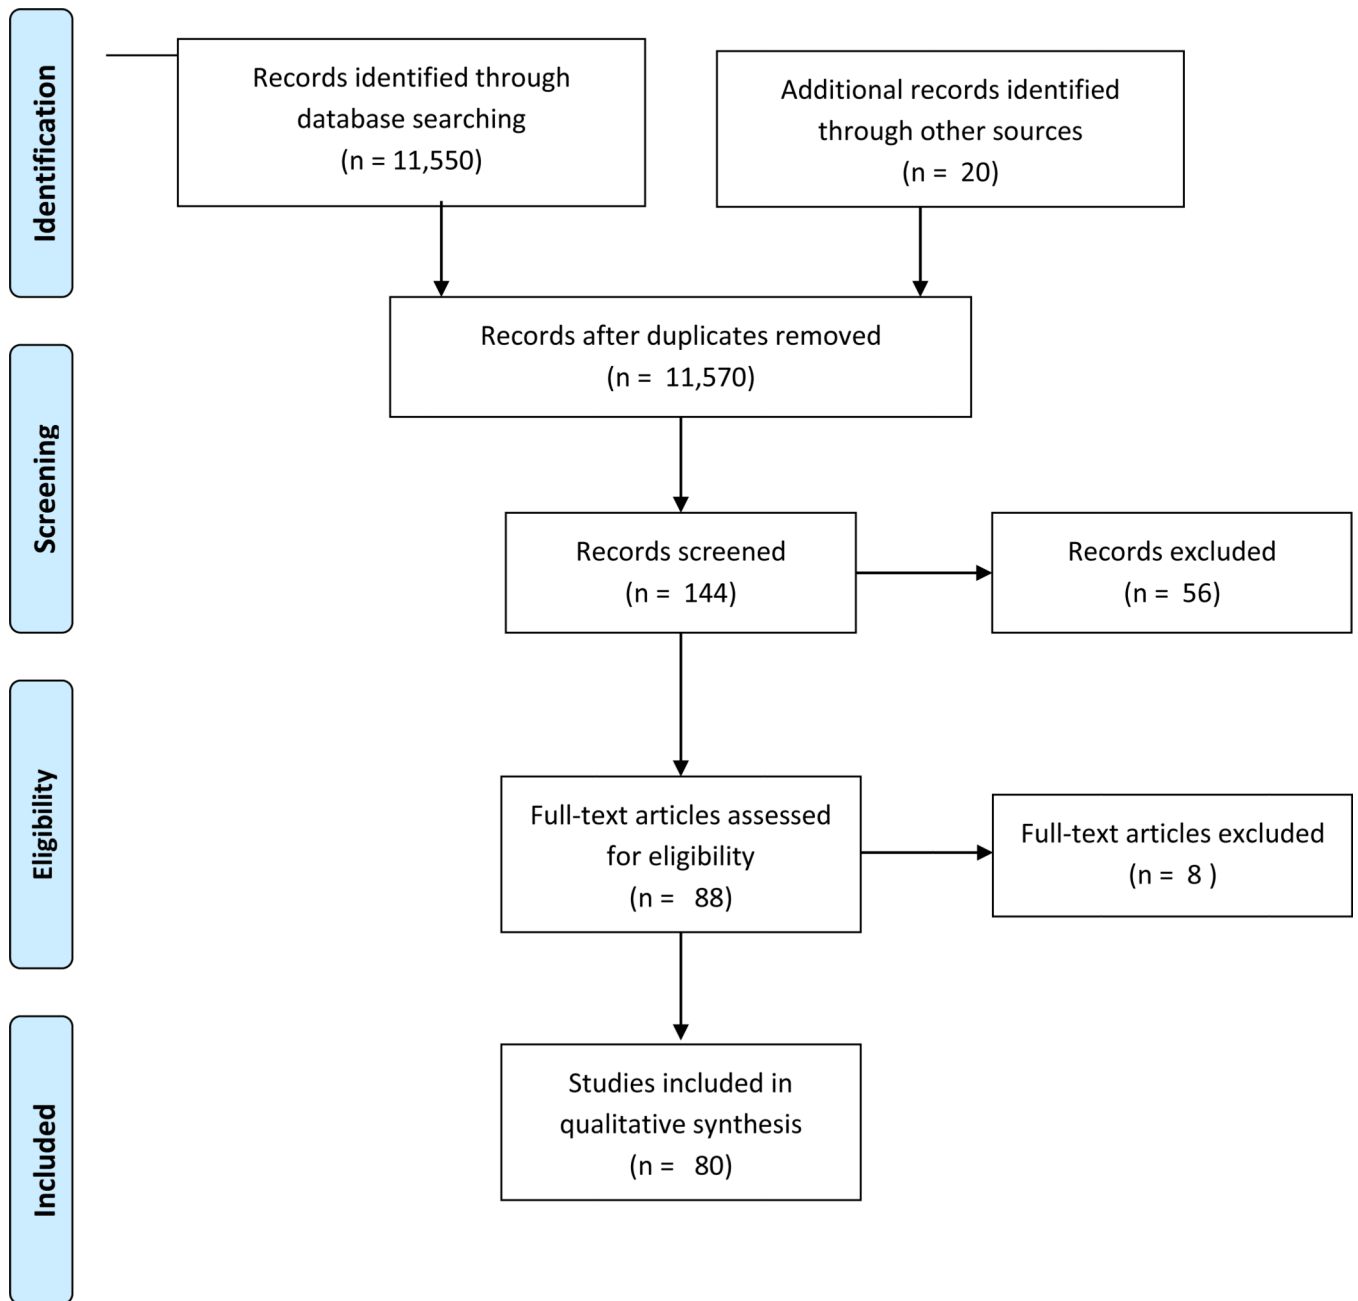 Identification
Records identified through
database searching
(n = 11,550)
Additional records identified
through other sources
(n = 20)
Records after duplicates removed
(n = 11,570)
Screening
Records screened
(n = 144)
Records excluded
(n = 56)
Eligibility
Full-text articles assessed
for eligibility
(n = 88)
Full-text articles excluded
(n = 8 )
Included
Studies included in
qualitative synthesis
(n = 80)